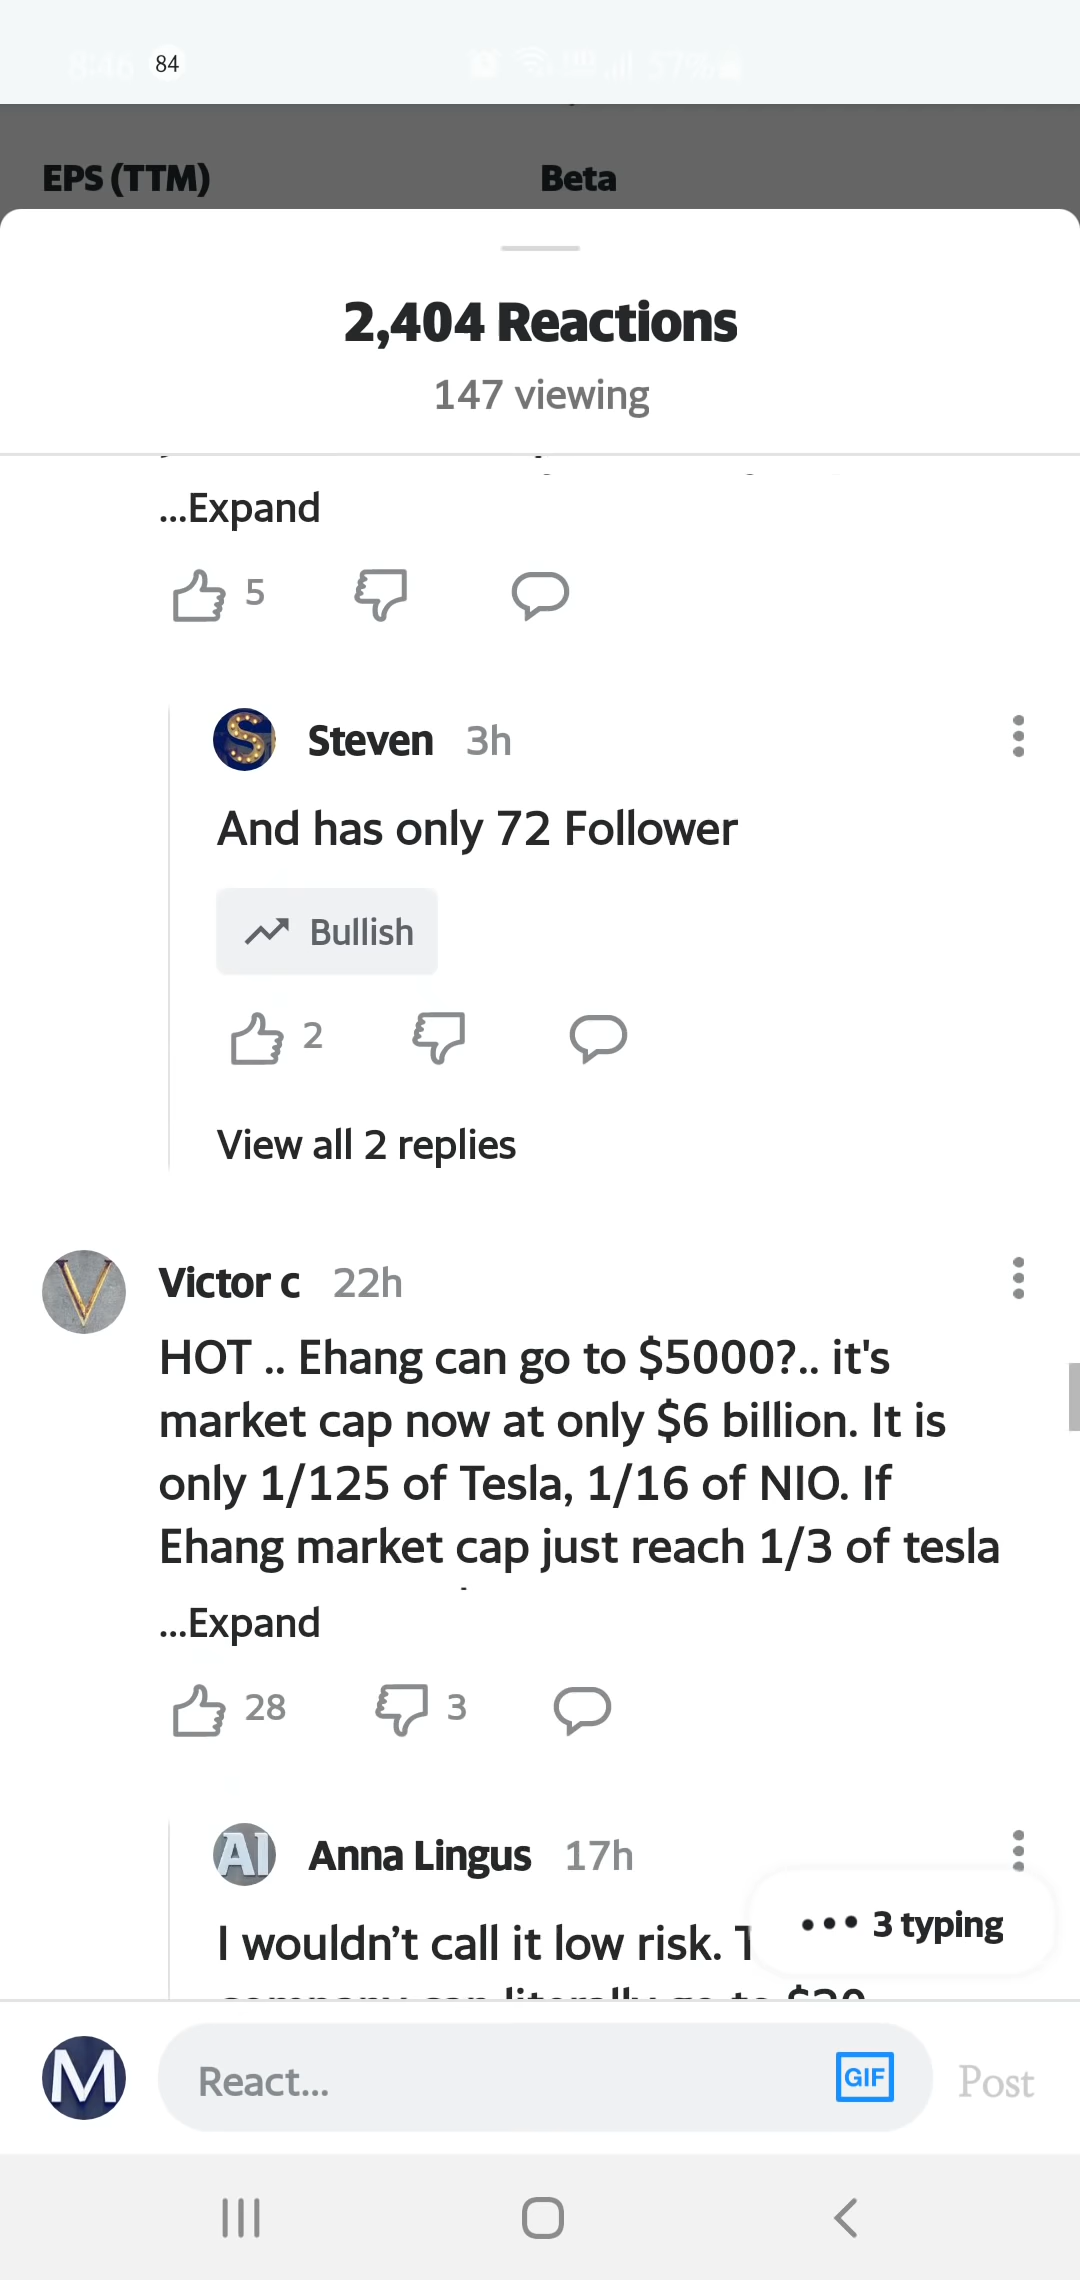 84
EPS (TTM) Beta
2,404 Reactions
147 viewing
...Expand
5
Steven 3h
And has only 72 Follower
Bullish
2
View all 2 replies
Victor c 22h
HOT .. Ehang can go to $5000?.. it's
market cap now at only $6 billion. It is
only 1/125 of Tesla, 1/16 of NIO. If
Ehang market cap just reach 1/3 of tesla
...Expand
28 3
AI Anna Lingus 17h
I wouldn't call it low risk.
3 typing
M React... GIF Post